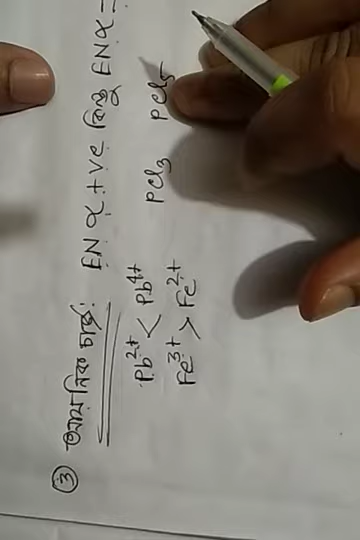 ③ আয়নিক চার্জ: EN ∝ +ve কিন্তু EN ∝ -
Pb²⁺ < Pb⁴⁺
Fe³⁺ > Fe²⁺
PCl₃ PCl₅